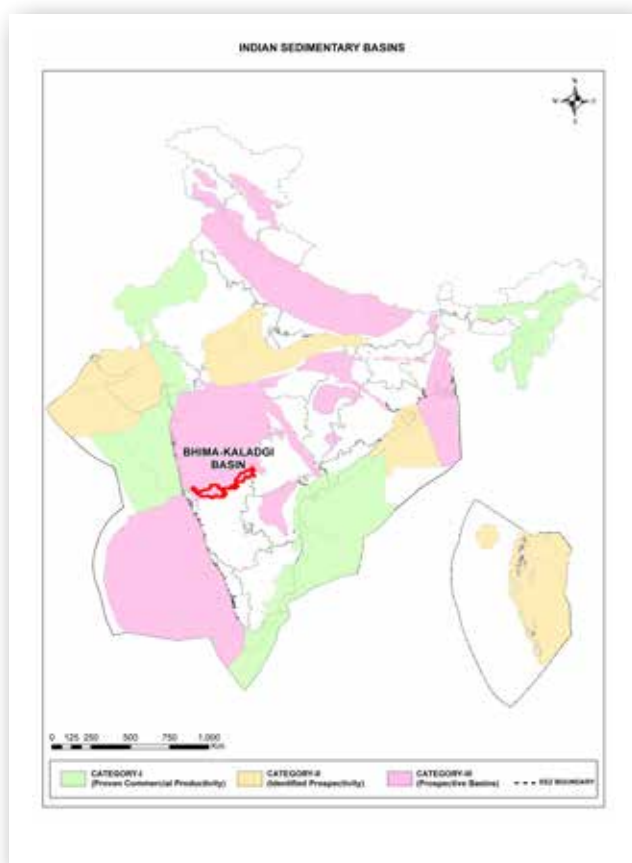 INDIAN SEDIMENTARY BASINS
N
W E
S
BHIMA-KALADGI
BASIN
0 125 250 500 750 1,000
Km
CATEGORY-I
(Proven Commercial Productivity)
CATEGORY-II
(Identified Prospectivity)
CATEGORY-III
(Prospective Basins)
EEZ BOUNDARY